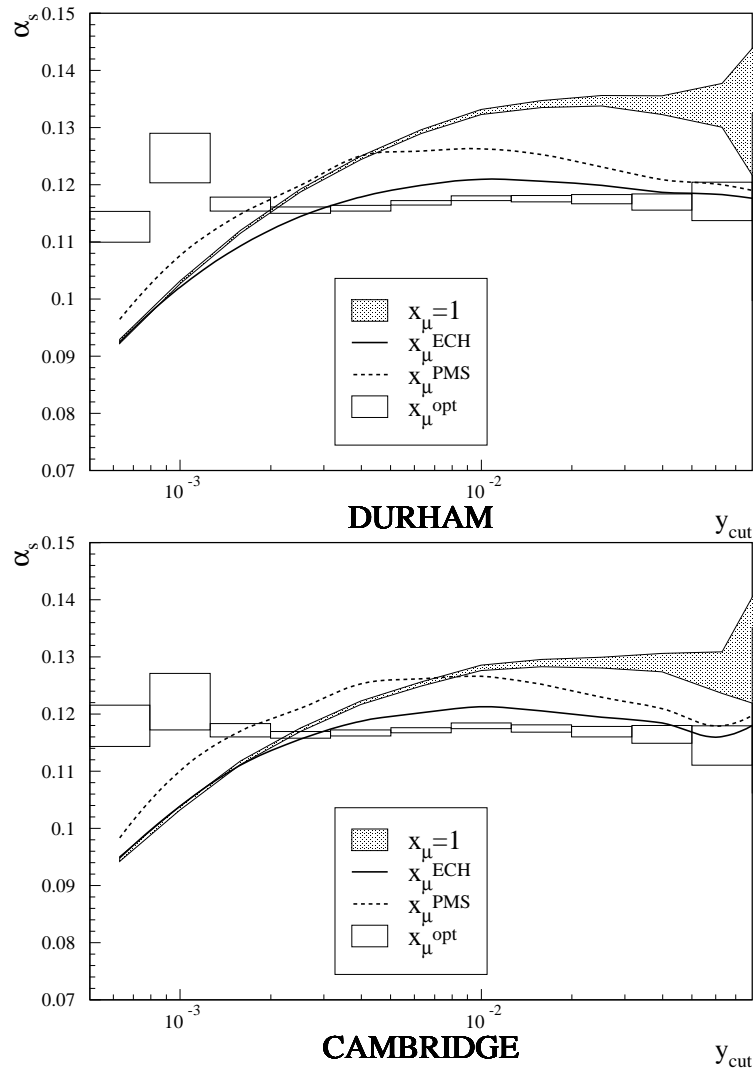 α_s
0.15
0.14
0.13
0.12
0.11
0.1
0.09
0.08
0.07
x_μ=1
x_μ^ECH
x_μ^PMS
x_μ^opt
10^-3
10^-2
DURHAM
y_cut
α_s
0.15
0.14
0.13
0.12
0.11
0.1
0.09
0.08
0.07
x_μ=1
x_μ^ECH
x_μ^PMS
x_μ^opt
10^-3
10^-2
CAMBRIDGE
y_cut